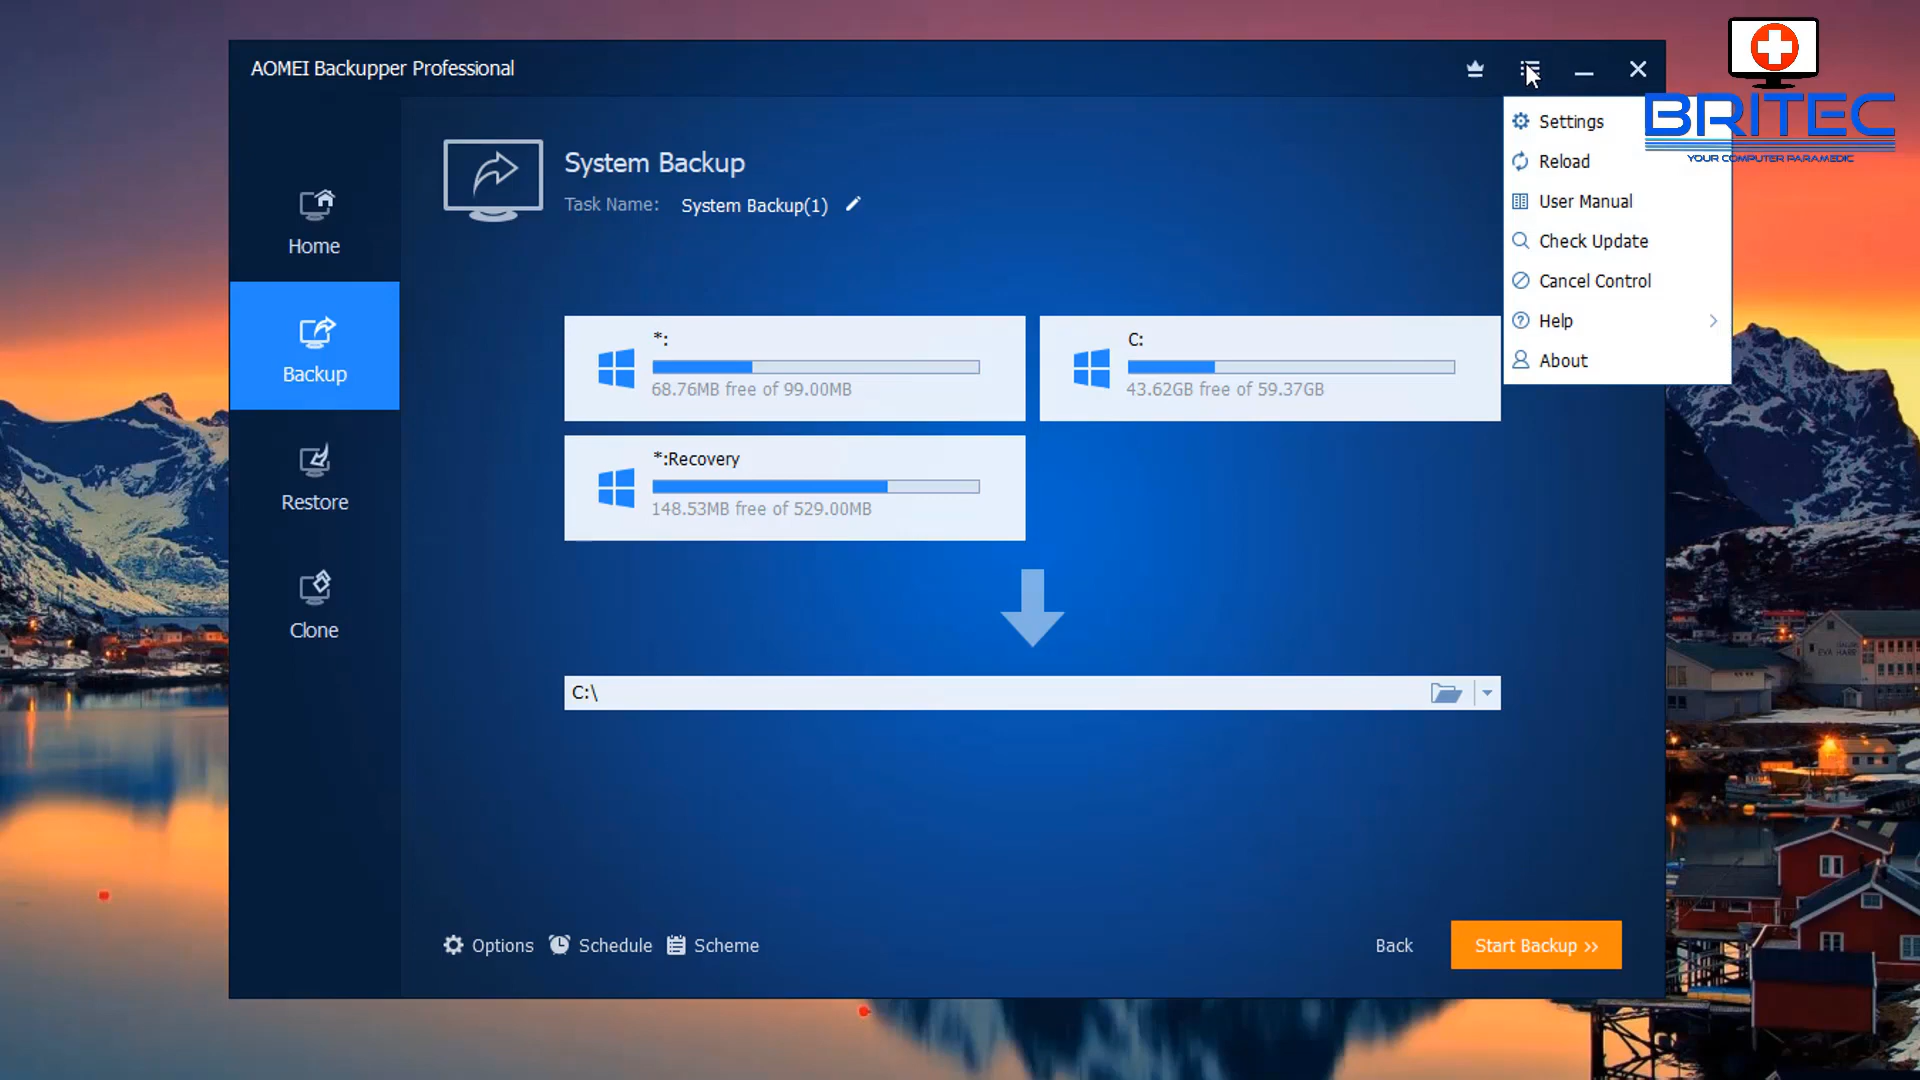 AOMEI Backupper Professional
BRITEC
YOUR COMPUTER PARAMEDIC
Settings
Reload
User Manual
Check Update
Cancel Control
Help
About
Home
Backup
Restore
Clone
System Backup
Task Name: System Backup(1)
*:
68.76MB free of 99.00MB
C:
43.62GB free of 59.37GB
*:Recovery
148.53MB free of 529.00MB
C:\
Options Schedule Scheme
Back
Start Backup >>